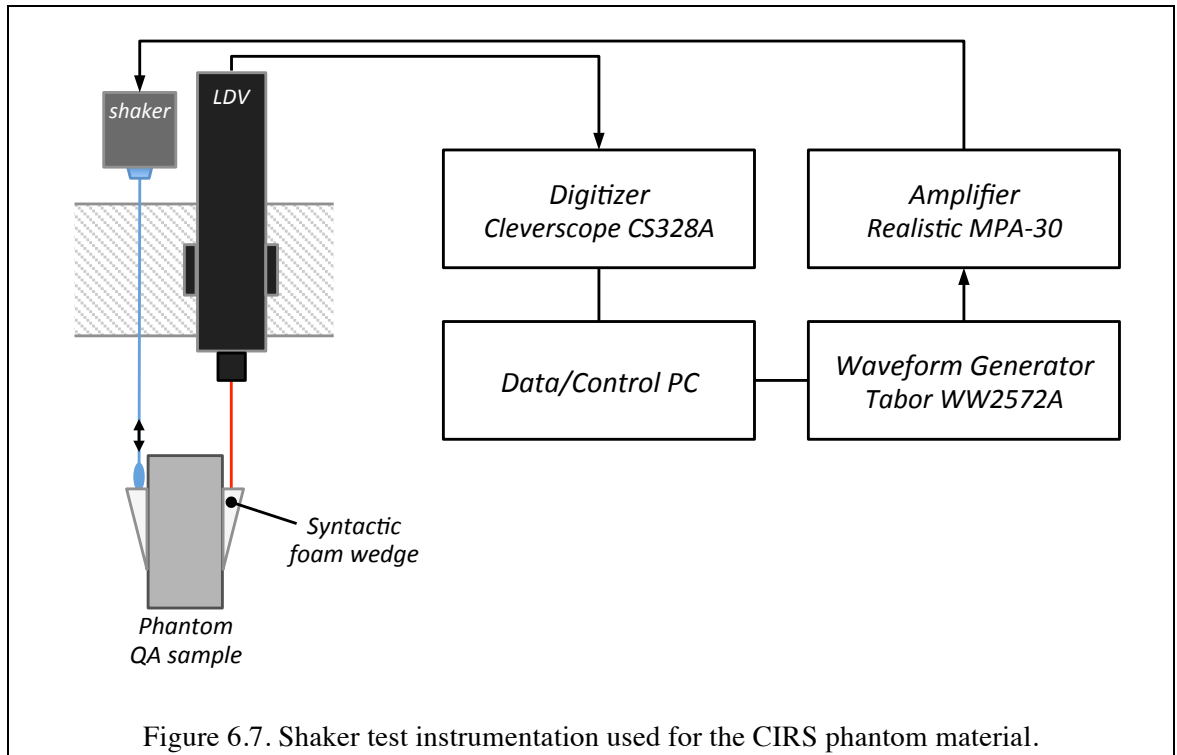 shaker
LDV
Digitizer
Cleverscope CS328A
Amplifier
Realistic MPA-30
Data/Control PC
Waveform Generator
Tabor WW2572A
Syntactic
foam wedge
Phantom
QA sample
Figure 6.7. Shaker test instrumentation used for the CIRS phantom material.